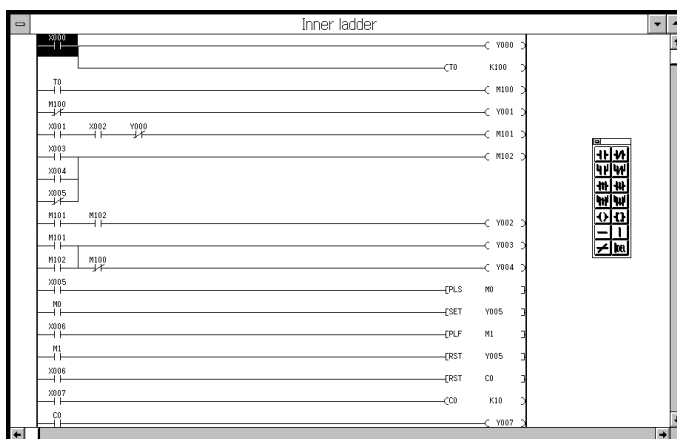 Inner ladder
X000 Y000
T0 K100
T0 M100
M100 Y001
X001 X002 Y000 M101
X003 M102
X004
X005
M101 M102 Y002
M101 Y003
M102 M100 Y004
X005 PLS M0
M0 SET Y005
X006 PLF M1
M1 RST Y005
X006 RST C0
X007 C0 K10
C0 Y007
DEL